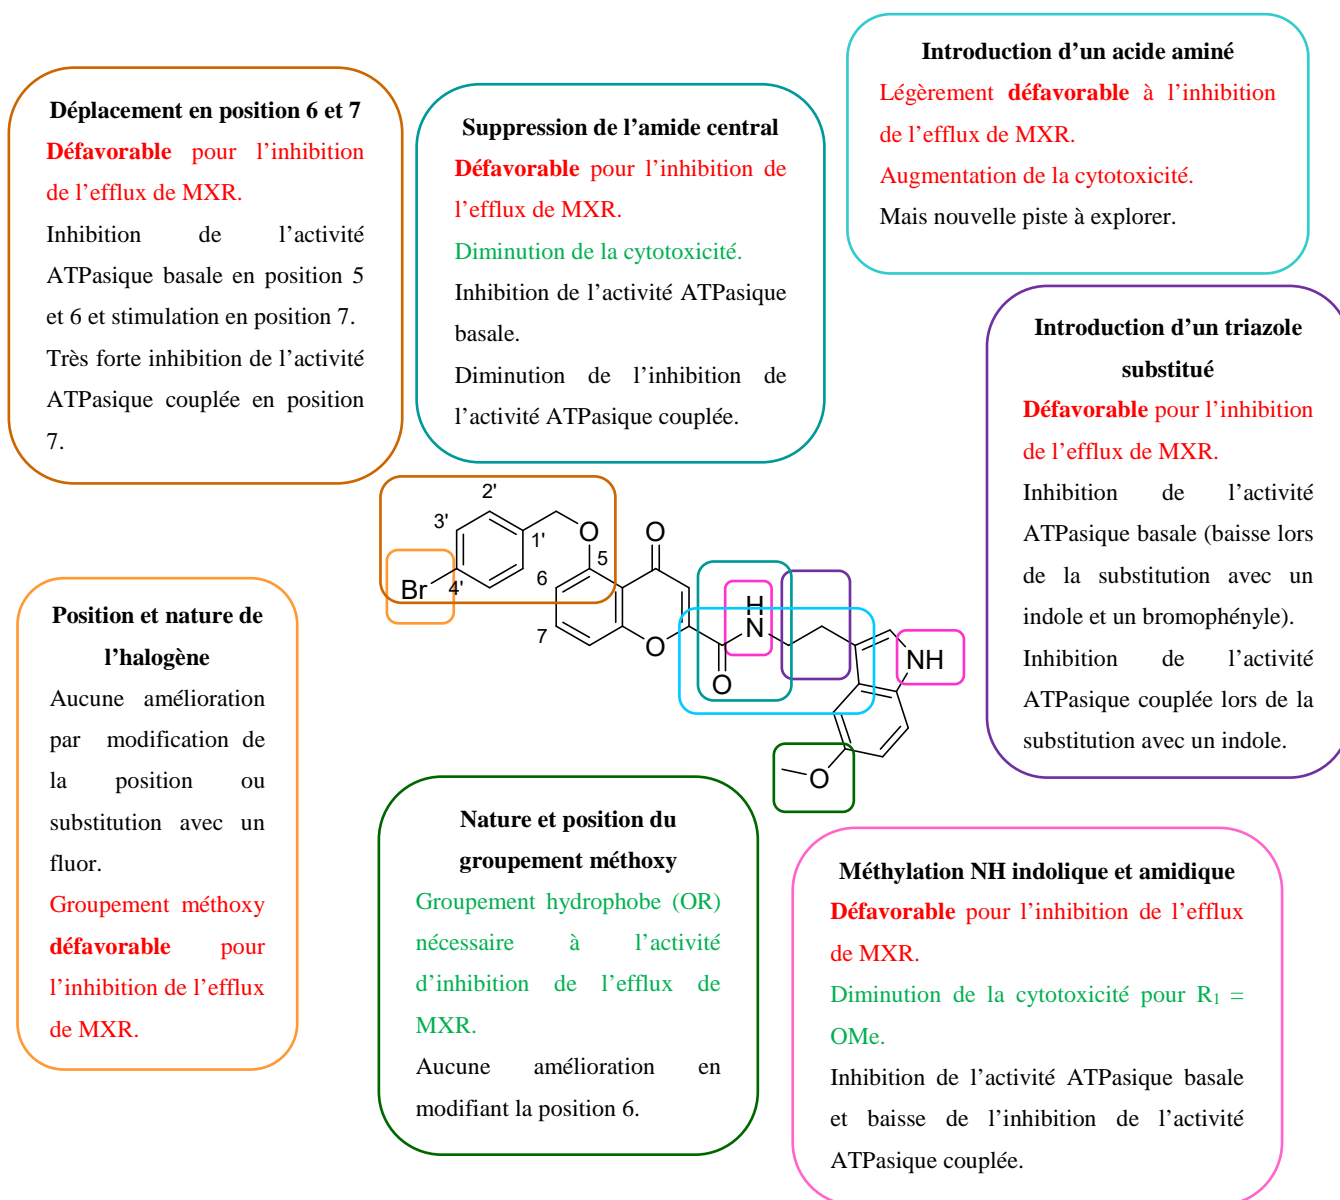 Déplacement en position 6 et 7
Défavorable pour l'inhibition
de l'efflux de MXR.
Inhibition de l'activité
ATPasique basale en position 5
et 6 et stimulation en position 7.
Très forte inhibition de l'activité
ATPasique couplée en position
7.
Suppression de l'amide central
Défavorable pour l'inhibition de
l'efflux de MXR.
Diminution de la cytotoxicité.
Inhibition de l'activité ATPasique
basale.
Diminution de l'inhibition de
l'activité ATPasique couplée.
Introduction d'un acide aminé
Légèrement défavorable à l'inhibition
de l'efflux de MXR.
Augmentation de la cytotoxicité.
Mais nouvelle piste à explorer.
Introduction d'un triazole
substitué
Défavorable pour l'inhibition
de l'efflux de MXR.
Inhibition de l'activité
ATPasique basale (baisse lors
de la substitution avec un
indole et un bromophényle).
Inhibition de l'activité
ATPasique couplée lors de la
substitution avec un indole.
2'
3'
1'
4'
Br
O
5
6
7
O
O
O
H
N
NH
O
Position et nature de
l'halogène
Aucune amélioration
par modification de
la position ou
substitution avec un
fluor.
Groupement méthoxy
défavorable pour
l'inhibition de l'efflux
de MXR.
Nature et position du
groupement méthoxy
Groupement hydrophobe (OR)
nécessaire à l'activité
d'inhibition de l'efflux de
MXR.
Aucune amélioration en
modifiant la position 6.
Méthylation NH indolique et amidique
Défavorable pour l'inhibition de l'efflux
de MXR.
Diminution de la cytotoxicité pour R₁ =
OMe.
Inhibition de l'activité ATPasique basale
et baisse de l'inhibition de l'activité
ATPasique couplée.